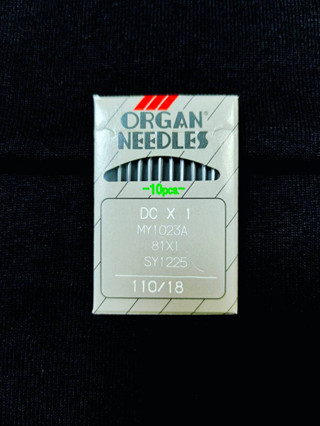 ORGAN®
NEEDLES
-10pcs.-
DC X 1
MY1023A
81X1
SY1225
110/18